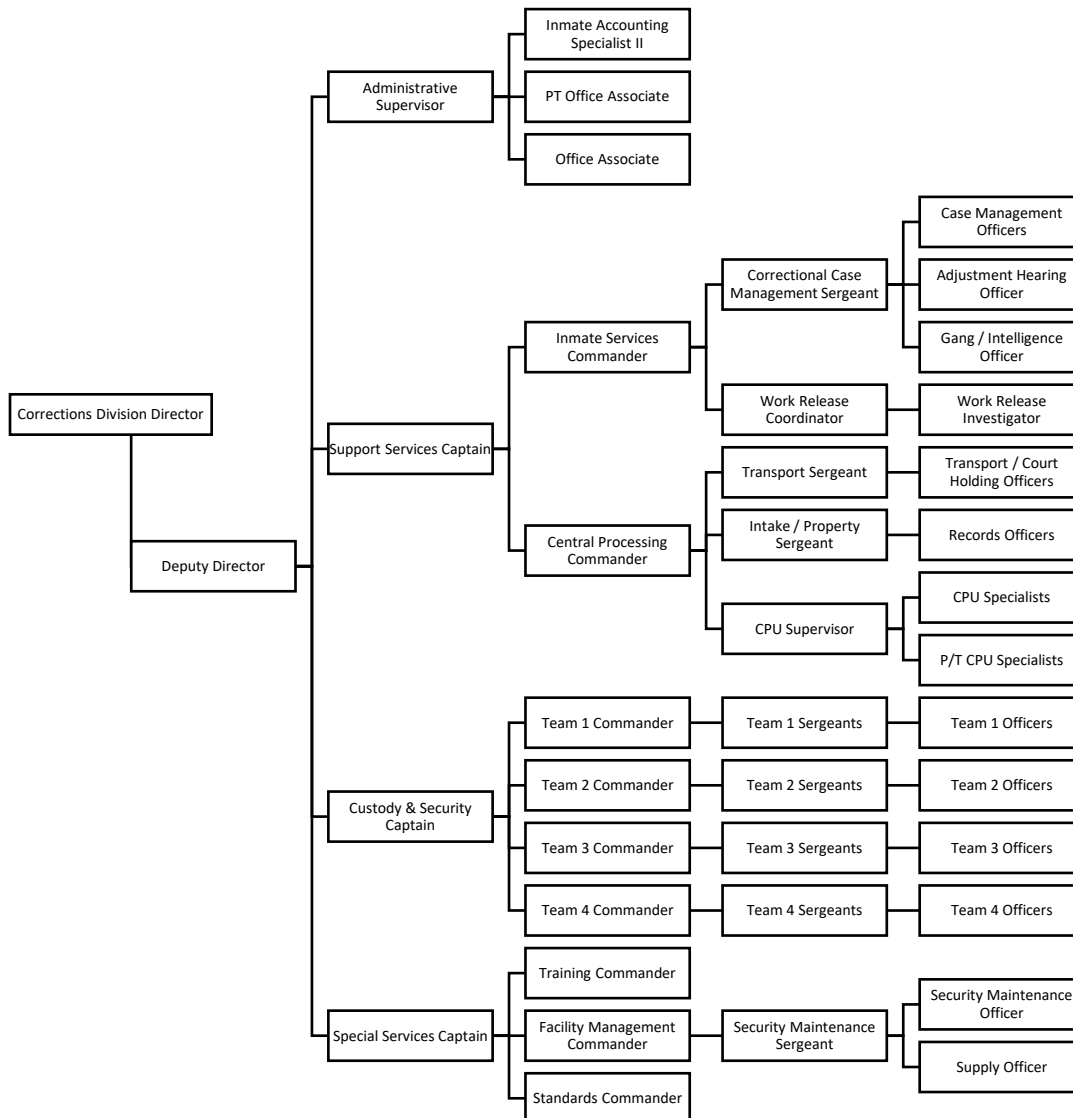 Inmate Accounting
Specialist II
Administrative
Supervisor
PT Office Associate
Office Associate
Case Management
Officers
Correctional Case
Management Sergeant
Adjustment Hearing
Officer
Inmate Services
Commander
Gang / Intelligence
Officer
Corrections Division Director
Work Release
Coordinator
Work Release
Investigator
Support Services Captain
Transport Sergeant
Transport / Court
Holding Officers
Deputy Director
Central Processing
Commander
Intake / Property
Sergeant
Records Officers
CPU Supervisor
CPU Specialists
P/T CPU Specialists
Team 1 Commander
Team 1 Sergeants
Team 1 Officers
Team 2 Commander
Team 2 Sergeants
Team 2 Officers
Custody & Security
Captain
Team 3 Commander
Team 3 Sergeants
Team 3 Officers
Team 4 Commander
Team 4 Sergeants
Team 4 Officers
Training Commander
Special Services Captain
Facility Management
Commander
Security Maintenance
Sergeant
Security Maintenance
Officer
Supply Officer
Standards Commander